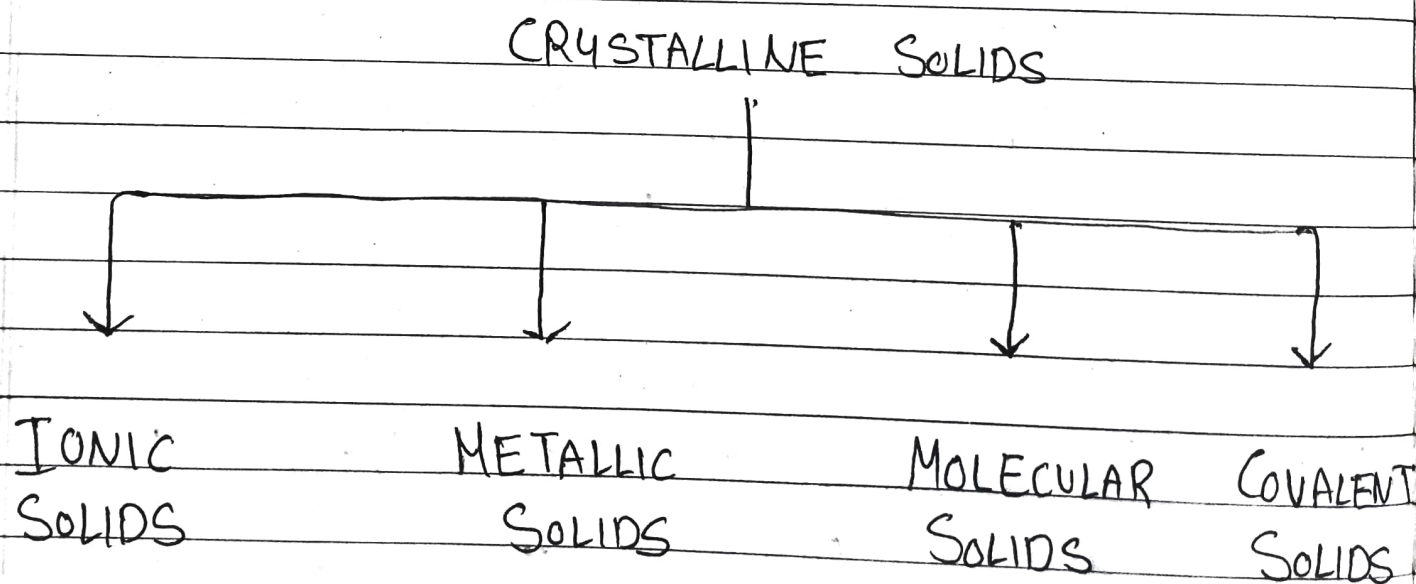 CRYSTALLINE SOLIDS
IONIC METALLIC MOLECULAR COVALENT
SOLIDS SOLIDS SOLIDS SOLIDS